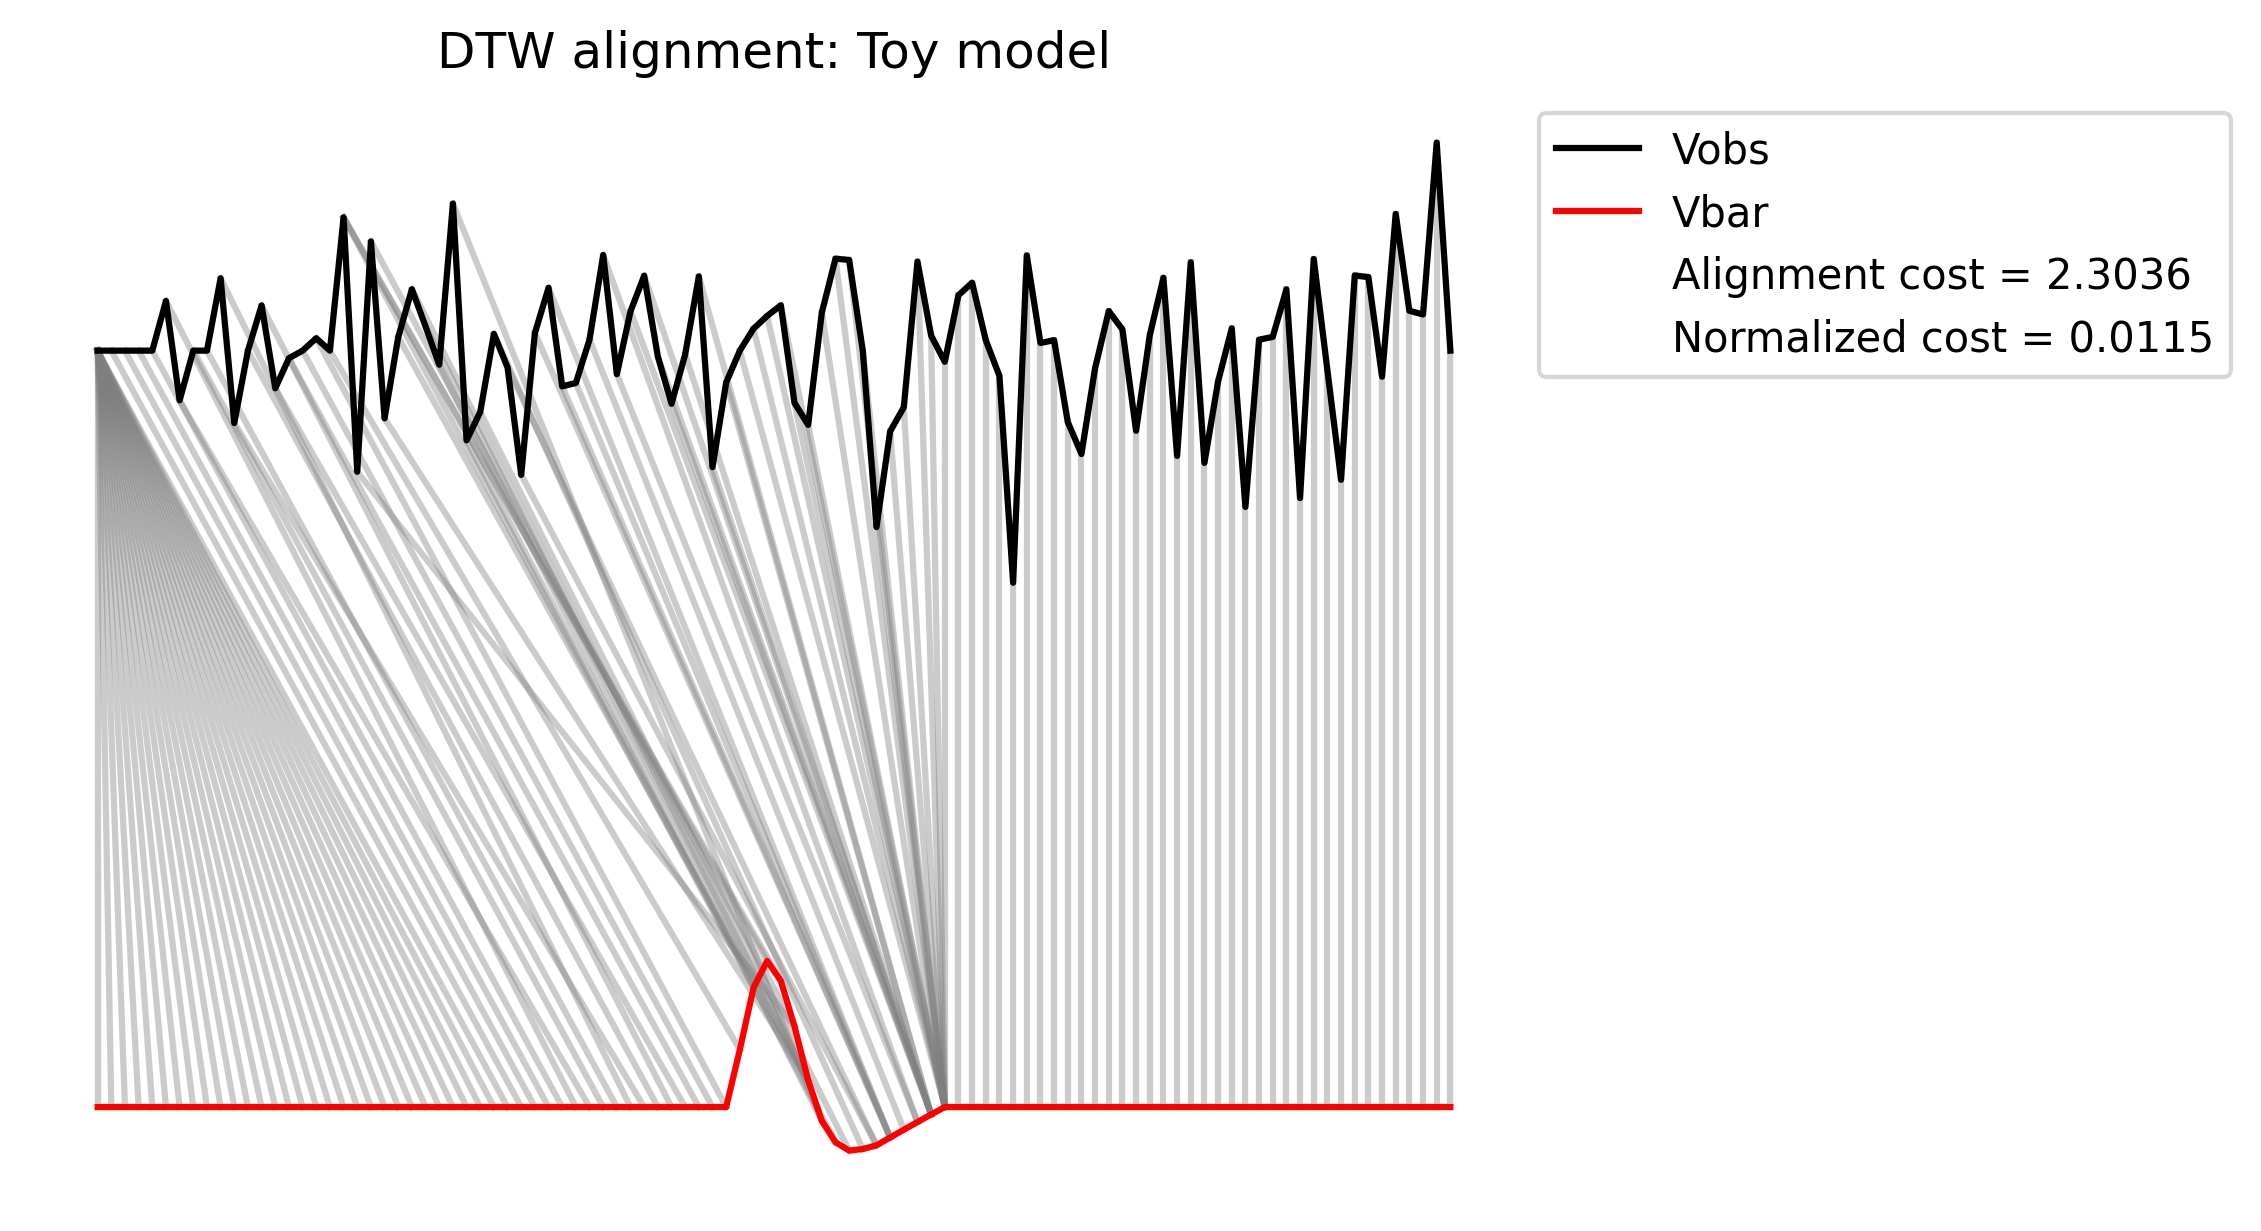 DTW alignment: Toy model
Vobs
Vbar
Alignment cost = 2.3036
Normalized cost = 0.0115